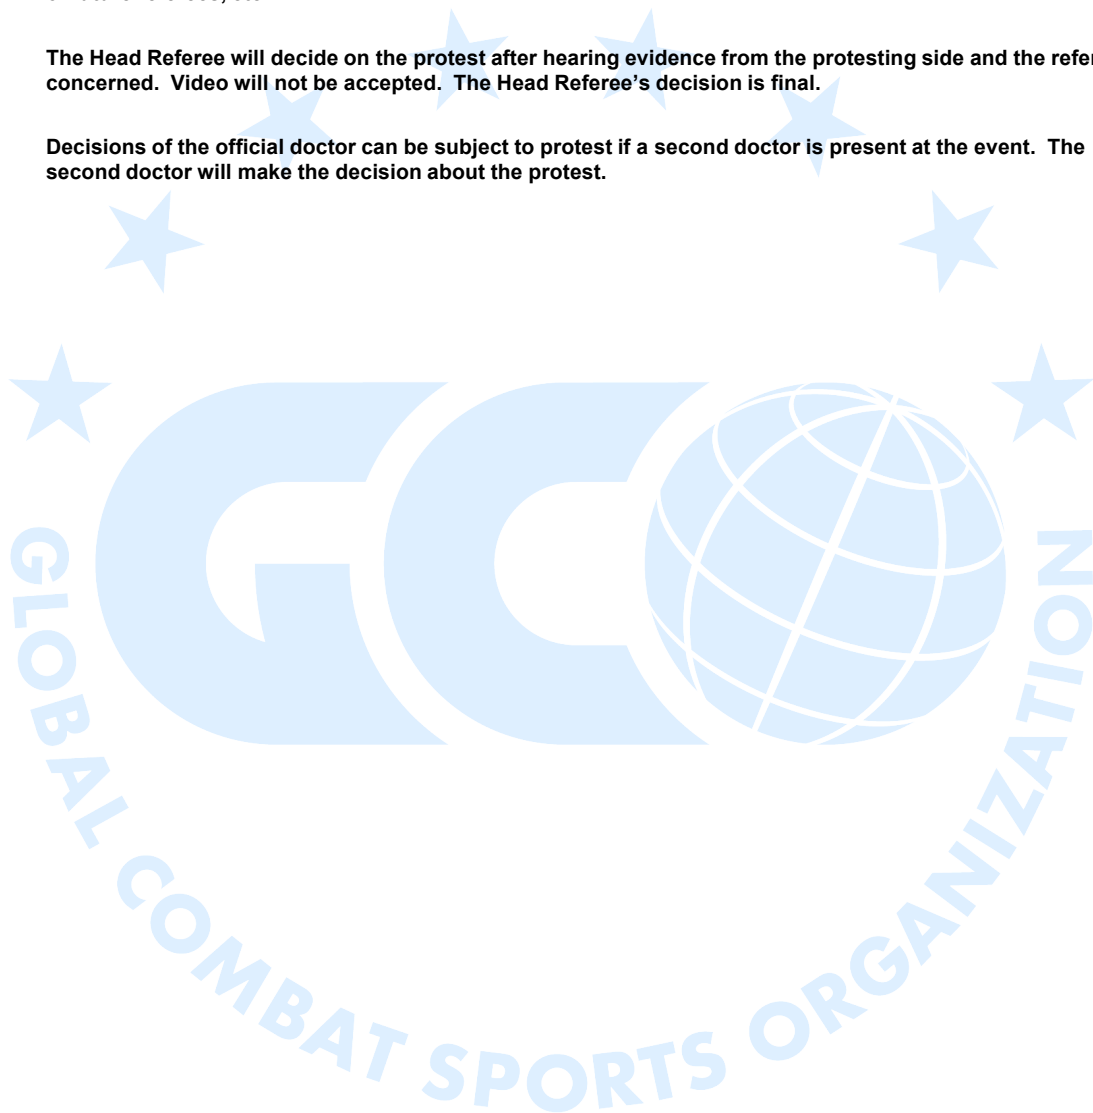 The Head Referee will decide on the protest after hearing evidence from the protesting side and the refer
concerned.  Video will not be accepted.  The Head Referee’s decision is final.
Decisions of the official doctor can be subject to protest if a second doctor is present at the event.  The
second doctor will make the decision about the protest.
GCO
GLOBAL COMBAT SPORTS ORGANIZATION